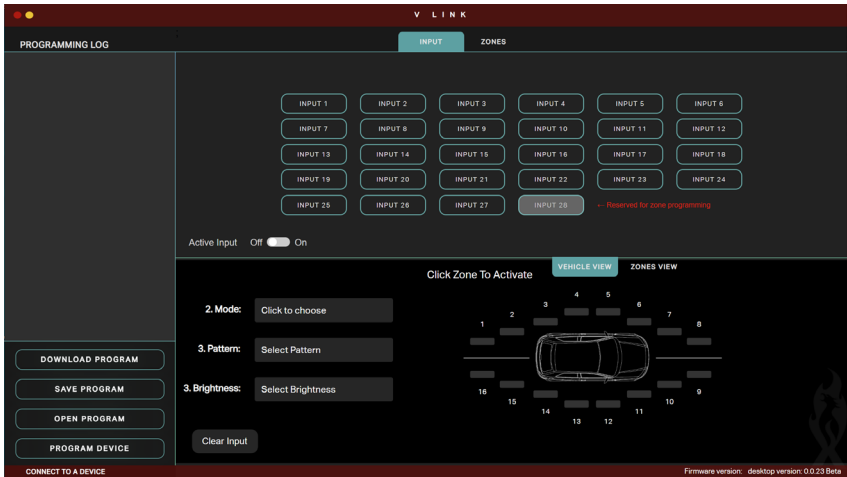 V LINK
PROGRAMMING LOG
INPUT ZONES
INPUT 1 INPUT 2 INPUT 3 INPUT 4 INPUT 5 INPUT 6
INPUT 7 INPUT 8 INPUT 9 INPUT 10 INPUT 11 INPUT 12
INPUT 13 INPUT 14 INPUT 15 INPUT 16 INPUT 17 INPUT 18
INPUT 19 INPUT 20 INPUT 21 INPUT 22 INPUT 23 INPUT 24
INPUT 25 INPUT 26 INPUT 27 INPUT 28 <-- Reserved for zone programming
Active Input Off On
Click Zone To Activate VEHICLE VIEW ZONES VIEW
2. Mode: Click to choose
3. Pattern: Select Pattern
3. Brightness: Select Brightness
Clear Input
1 2 3 4 5 6 7 8
16 15 14 13 12 11 10 9
DOWNLOAD PROGRAM
SAVE PROGRAM
OPEN PROGRAM
PROGRAM DEVICE
CONNECT TO A DEVICE
Firmware version: desktop version: 0.0.23 Beta